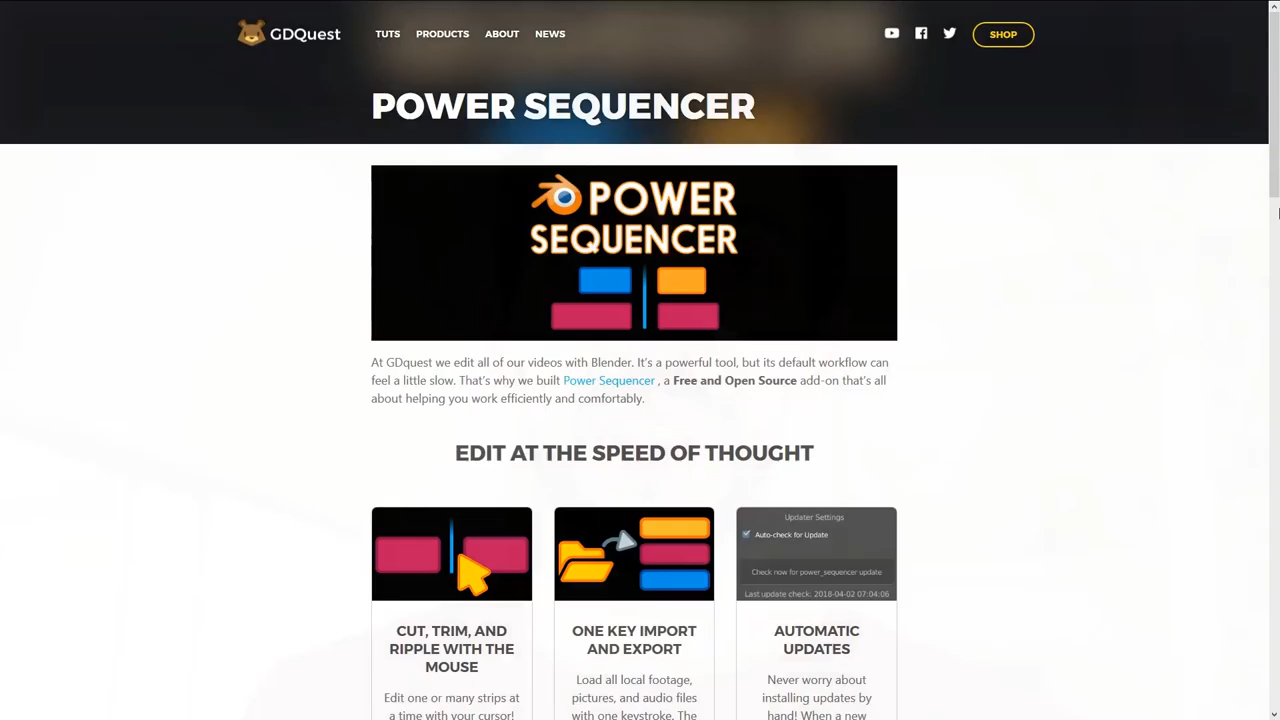 GDQuest TUTS PRODUCTS ABOUT NEWS SHOP
POWER SEQUENCER
POWER
SEQUENCER
At GDquest we edit all of our videos with Blender. It's a powerful tool, but its default workflow can
feel a little slow. That's why we built Power Sequencer , a Free and Open Source add-on that's all
about helping you work efficiently and comfortably.
EDIT AT THE SPEED OF THOUGHT
Updater Settings
Auto-check for Update
Check now for power_sequencer update
Last update check: 2018-04-02 07:04:06
CUT, TRIM, AND
RIPPLE WITH THE
MOUSE
Edit one or many strips at
a time with your cursor!
ONE KEY IMPORT
AND EXPORT
Load all local footage,
pictures, and audio files
with one keystroke. The
AUTOMATIC
UPDATES
Never worry about
installing updates by
hand! When a new